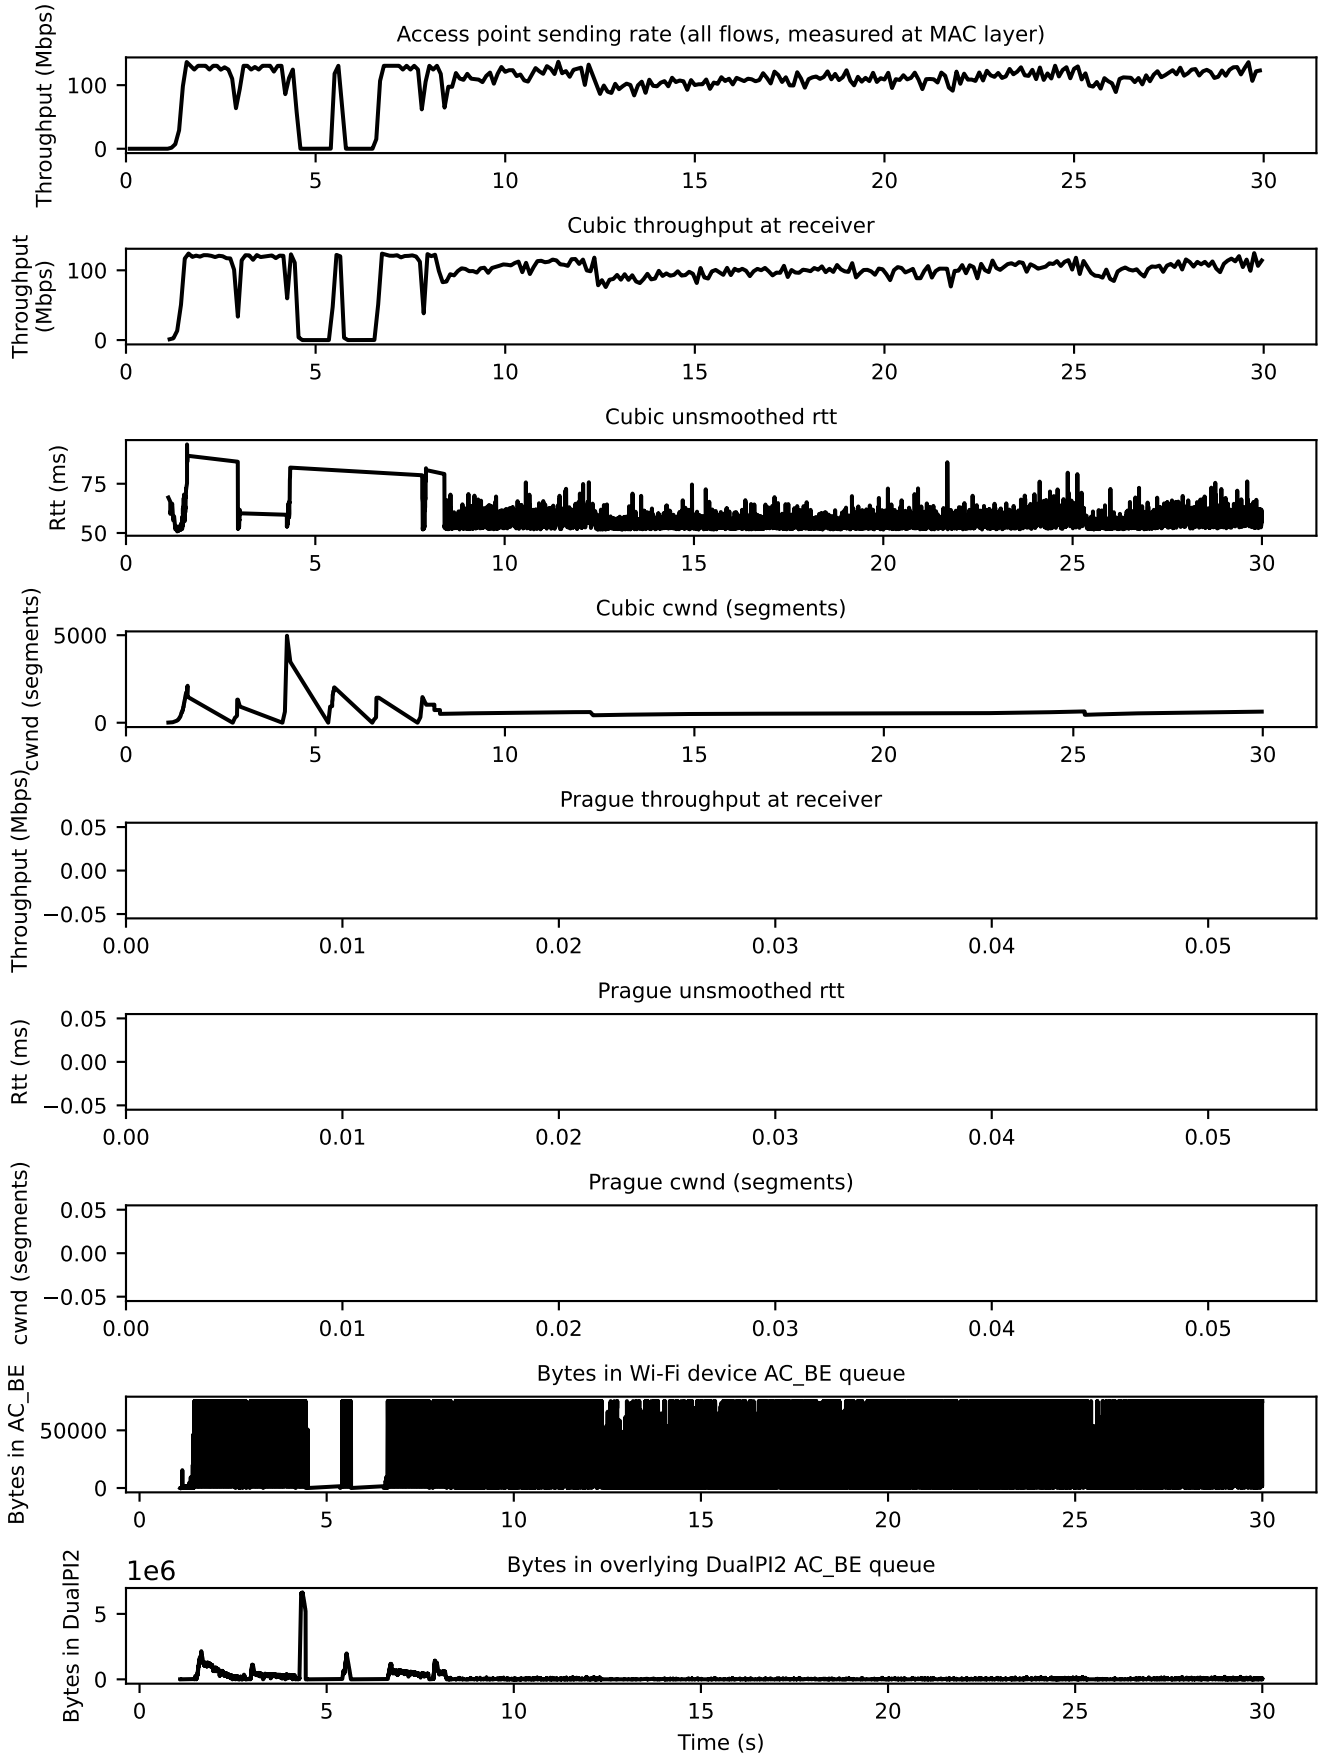 Access point sending rate (all flows, measured at MAC layer)
Throughput (Mbps)
100
0
0 5 10 15 20 25 30
Cubic throughput at receiver
Throughput
(Mbps)
100
0
0 5 10 15 20 25 30
Cubic unsmoothed rtt
Rtt (ms)
75
50
0 5 10 15 20 25 30
Cubic cwnd (segments)
cwnd (segments)
5000
0
0 5 10 15 20 25 30
Prague throughput at receiver
Throughput (Mbps)
0.05
0.00
−0.05
0.00 0.01 0.02 0.03 0.04 0.05
Prague unsmoothed rtt
Rtt (ms)
0.05
0.00
−0.05
0.00 0.01 0.02 0.03 0.04 0.05
Prague cwnd (segments)
cwnd (segments)
0.05
0.00
−0.05
0.00 0.01 0.02 0.03 0.04 0.05
Bytes in Wi-Fi device AC_BE queue
Bytes in AC_BE
50000
0
0 5 10 15 20 25 30
Bytes in overlying DualPI2 AC_BE queue
1e6
Bytes in DualPI2
5
0
0 5 10 15 20 25 30
Time (s)